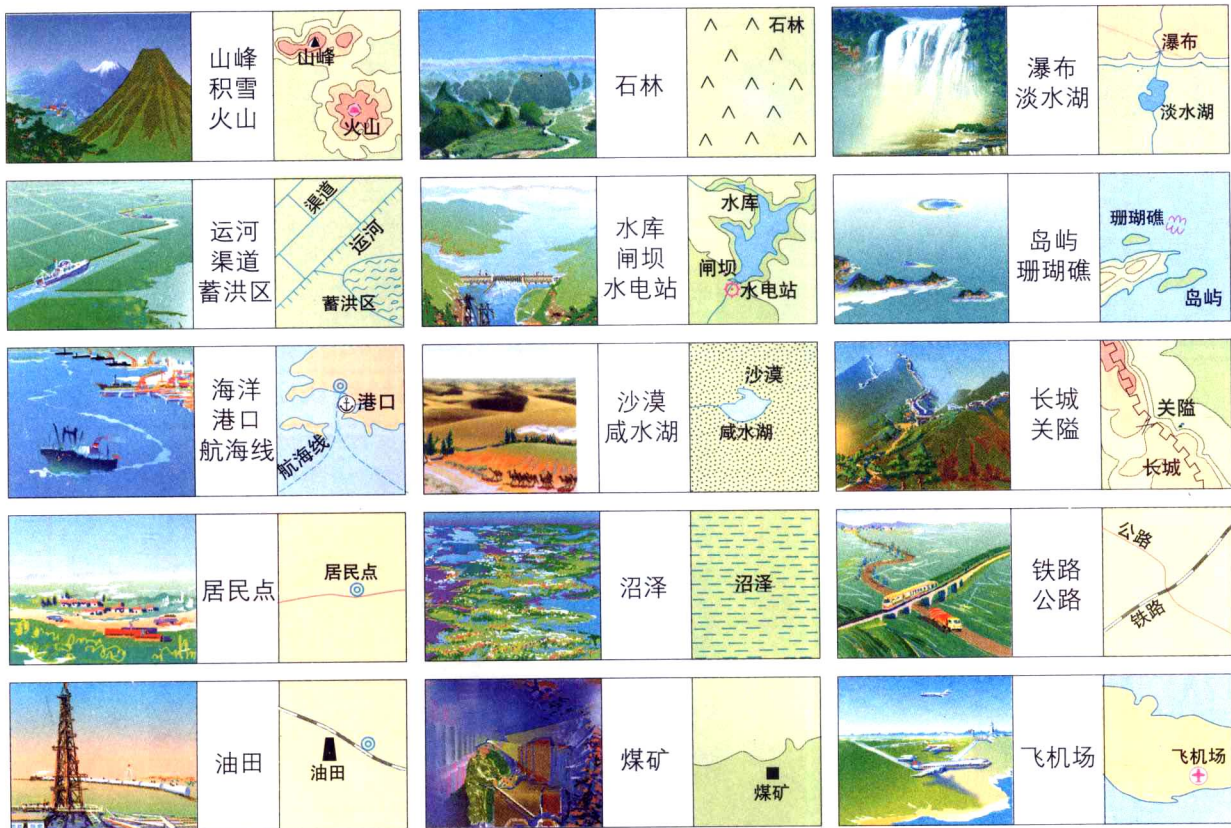 山峰
积雪
火山
山峰
火山
石林
石林
瀑布
淡水湖
瀑布
淡水湖
运河
渠道
蓄洪区
渠道
运河
蓄洪区
水库
闸坝
水电站
水库
闸坝
水电站
岛屿
珊瑚礁
珊瑚礁
岛屿
海洋
港口
航海线
港口
航海线
沙漠
咸水湖
沙漠
咸水湖
长城
关隘
关隘
长城
居民点
居民点
沼泽
沼泽
铁路
公路
公路
铁路
油田
油田
煤矿
煤矿
飞机场
飞机场